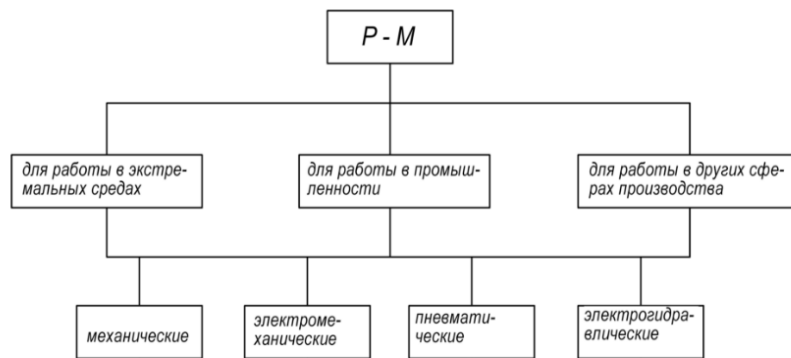 Р - М
для работы в экстре-
мальных средах
для работы в промыш-
ленности
для работы в других сфе-
рах производства
механические
электроме-
ханические
пневмати-
ческие
электрогидра-
влические